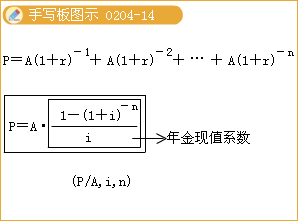 手写板图示 0204-14
P=A(1+r)⁻¹+ A(1+r)⁻²+ … + A(1+r)⁻ⁿ
P=A·
1-(1+i)⁻ⁿ
i
年金现值系数
(P/A,i,n)